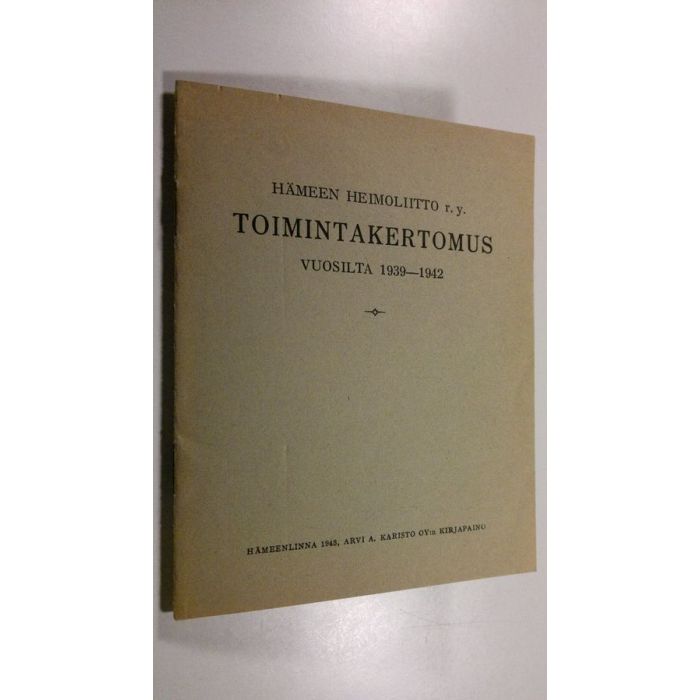 HÄMEEN HEIMOLIITTO r. y.
TOIMINTAKERTOMUS
VUOSILTA 1939—1942
HÄMEENLINNA 1943, ARVI A. KARISTO OY:n KIRJAPAINO